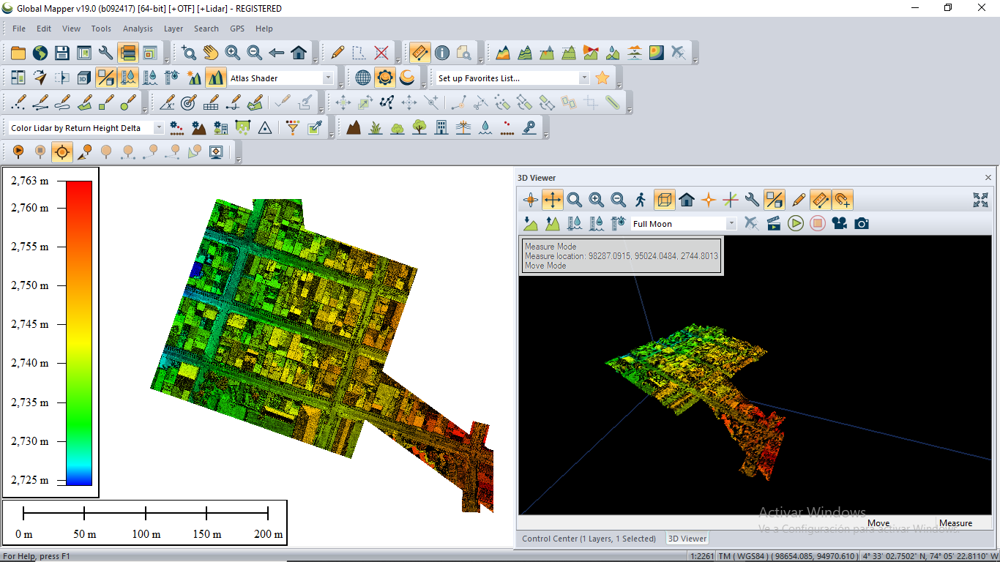 Global Mapper v19.0 (b092417) [64-bit] [+OTF] [+Lidar] - REGISTERED
File Edit View Tools Analysis Layer Search GPS Help
Atlas Shader
Set up Favorites List...
Color Lidar by Return Height Delta
2,763 m
2,760 m
2,755 m
2,750 m
2,745 m
2,740 m
2,735 m
2,730 m
2,725 m
0 m 50 m 100 m 150 m 200 m
3D Viewer
Full Moon
Measure Mode
Measure location: 98287.0915, 95024.0484, 2744.8013
Move Mode
Activar Windows
Ve a Configuración para activar Windows.
Move Measure
Control Center (1 Layers, 1 Selected) 3D Viewer
For Help, press F1
1:2261 TM ( WGS84 ) ( 98654.085, 94970.610 ) 4° 33' 02.7502" N, 74° 05' 22.8110" W